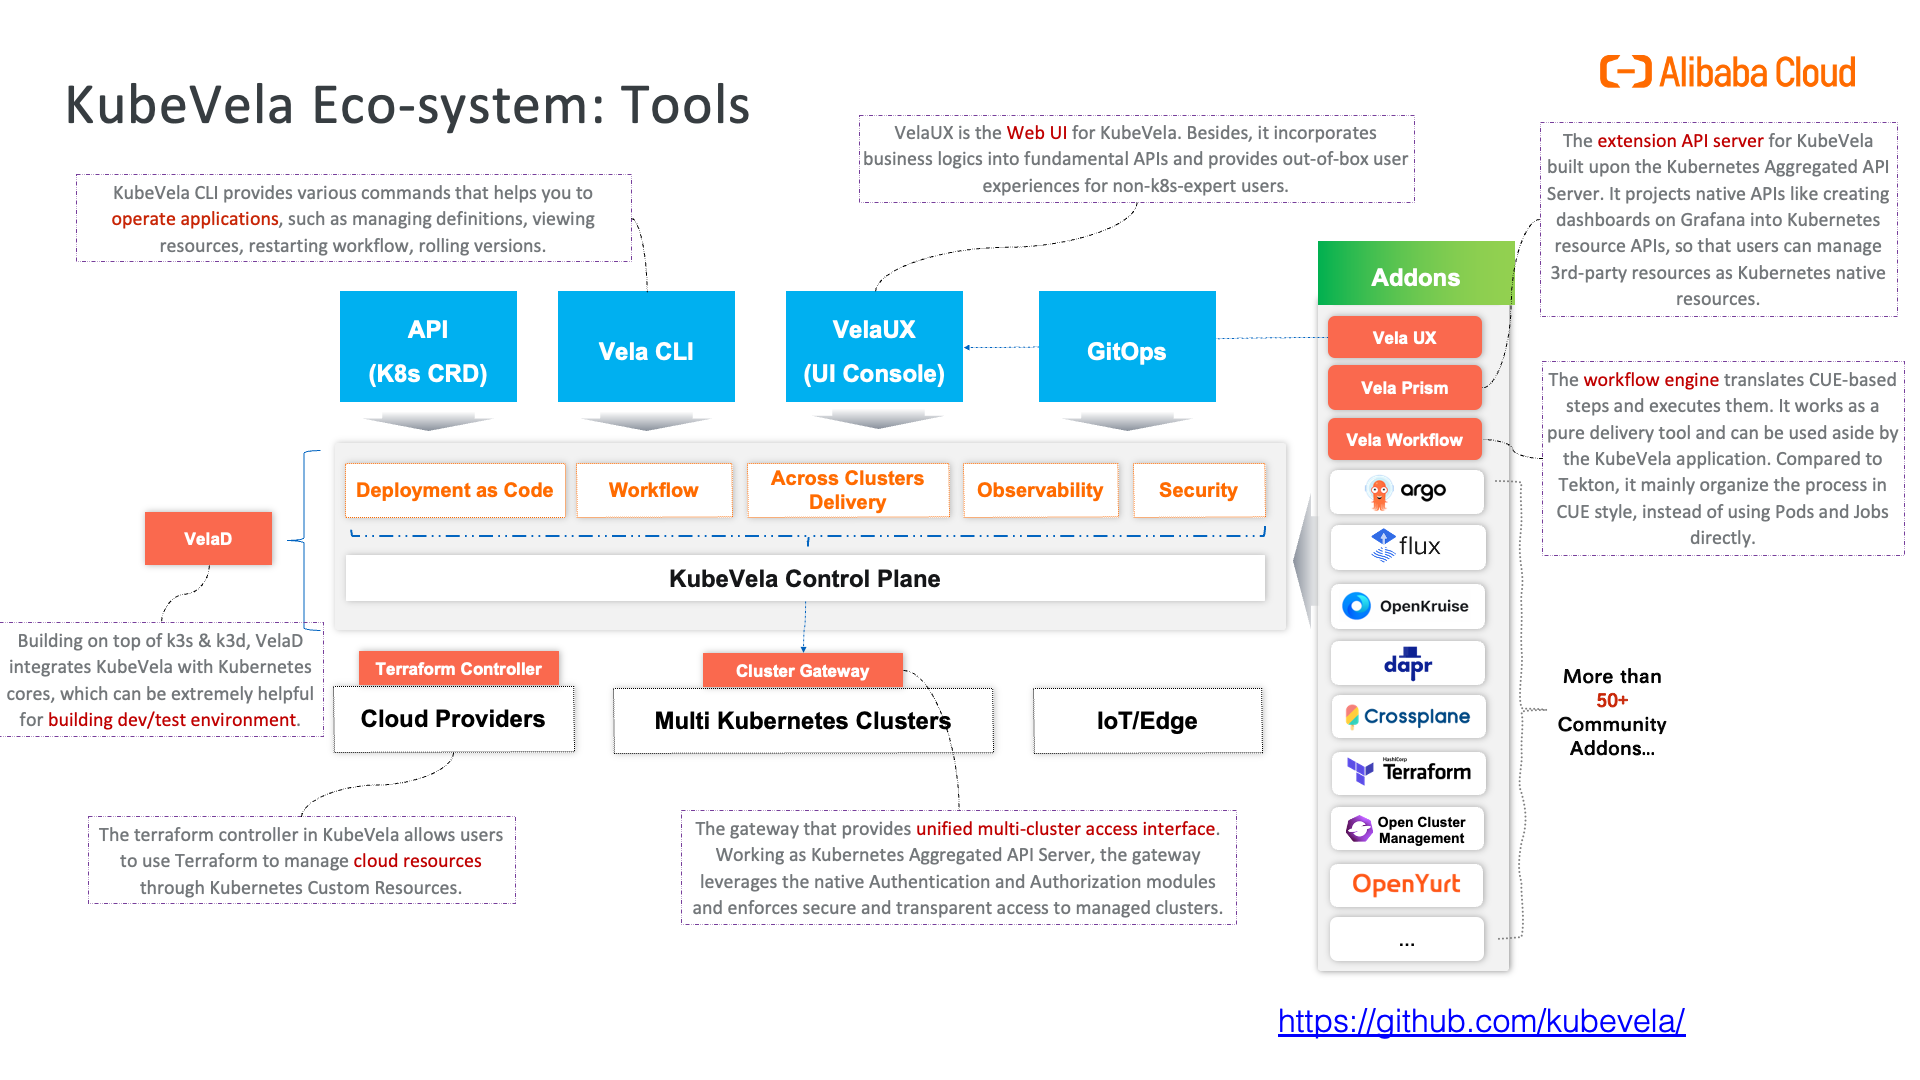 KubeVela Eco-system: Tools
Alibaba Cloud
KubeVela CLI provides various commands that helps you to
operate applications, such as managing definitions, viewing
resources, restarting workflow, rolling versions.
VelaUX is the Web UI for KubeVela. Besides, it incorporates
business logics into fundamental APIs and provides out-of-box user
experiences for non-k8s-expert users.
The extension API server for KubeVela
built upon the Kubernetes Aggregated API
Server. It projects native APIs like creating
dashboards on Grafana into Kubernetes
resource APIs, so that users can manage
3rd-party resources as Kubernetes native
resources.
API
(K8s CRD)
Vela CLI
VelaUX
(UI Console)
GitOps
Addons
Vela UX
Vela Prism
Vela Workflow
argo
flux
OpenKruise
dapr
Crossplane
HashiCorp
Terraform
Open Cluster
Management
OpenYurt
...
The workflow engine translates CUE-based
steps and executes them. It works as a
pure delivery tool and can be used aside by
the KubeVela application. Compared to
Tekton, it mainly organize the process in
CUE style, instead of using Pods and Jobs
directly.
Deployment as Code
Workflow
Across Clusters
Delivery
Observability
Security
VelaD
KubeVela Control Plane
Building on top of k3s & k3d, VelaD
integrates KubeVela with Kubernetes
cores, which can be extremely helpful
for building dev/test environment.
Terraform Controller
Cloud Providers
Cluster Gateway
Multi Kubernetes Clusters
IoT/Edge
More than
50+
Community
Addons...
The terraform controller in KubeVela allows users
to use Terraform to manage cloud resources
through Kubernetes Custom Resources.
The gateway that provides unified multi-cluster access interface.
Working as Kubernetes Aggregated API Server, the gateway
leverages the native Authentication and Authorization modules
and enforces secure and transparent access to managed clusters.
https://github.com/kubevela/